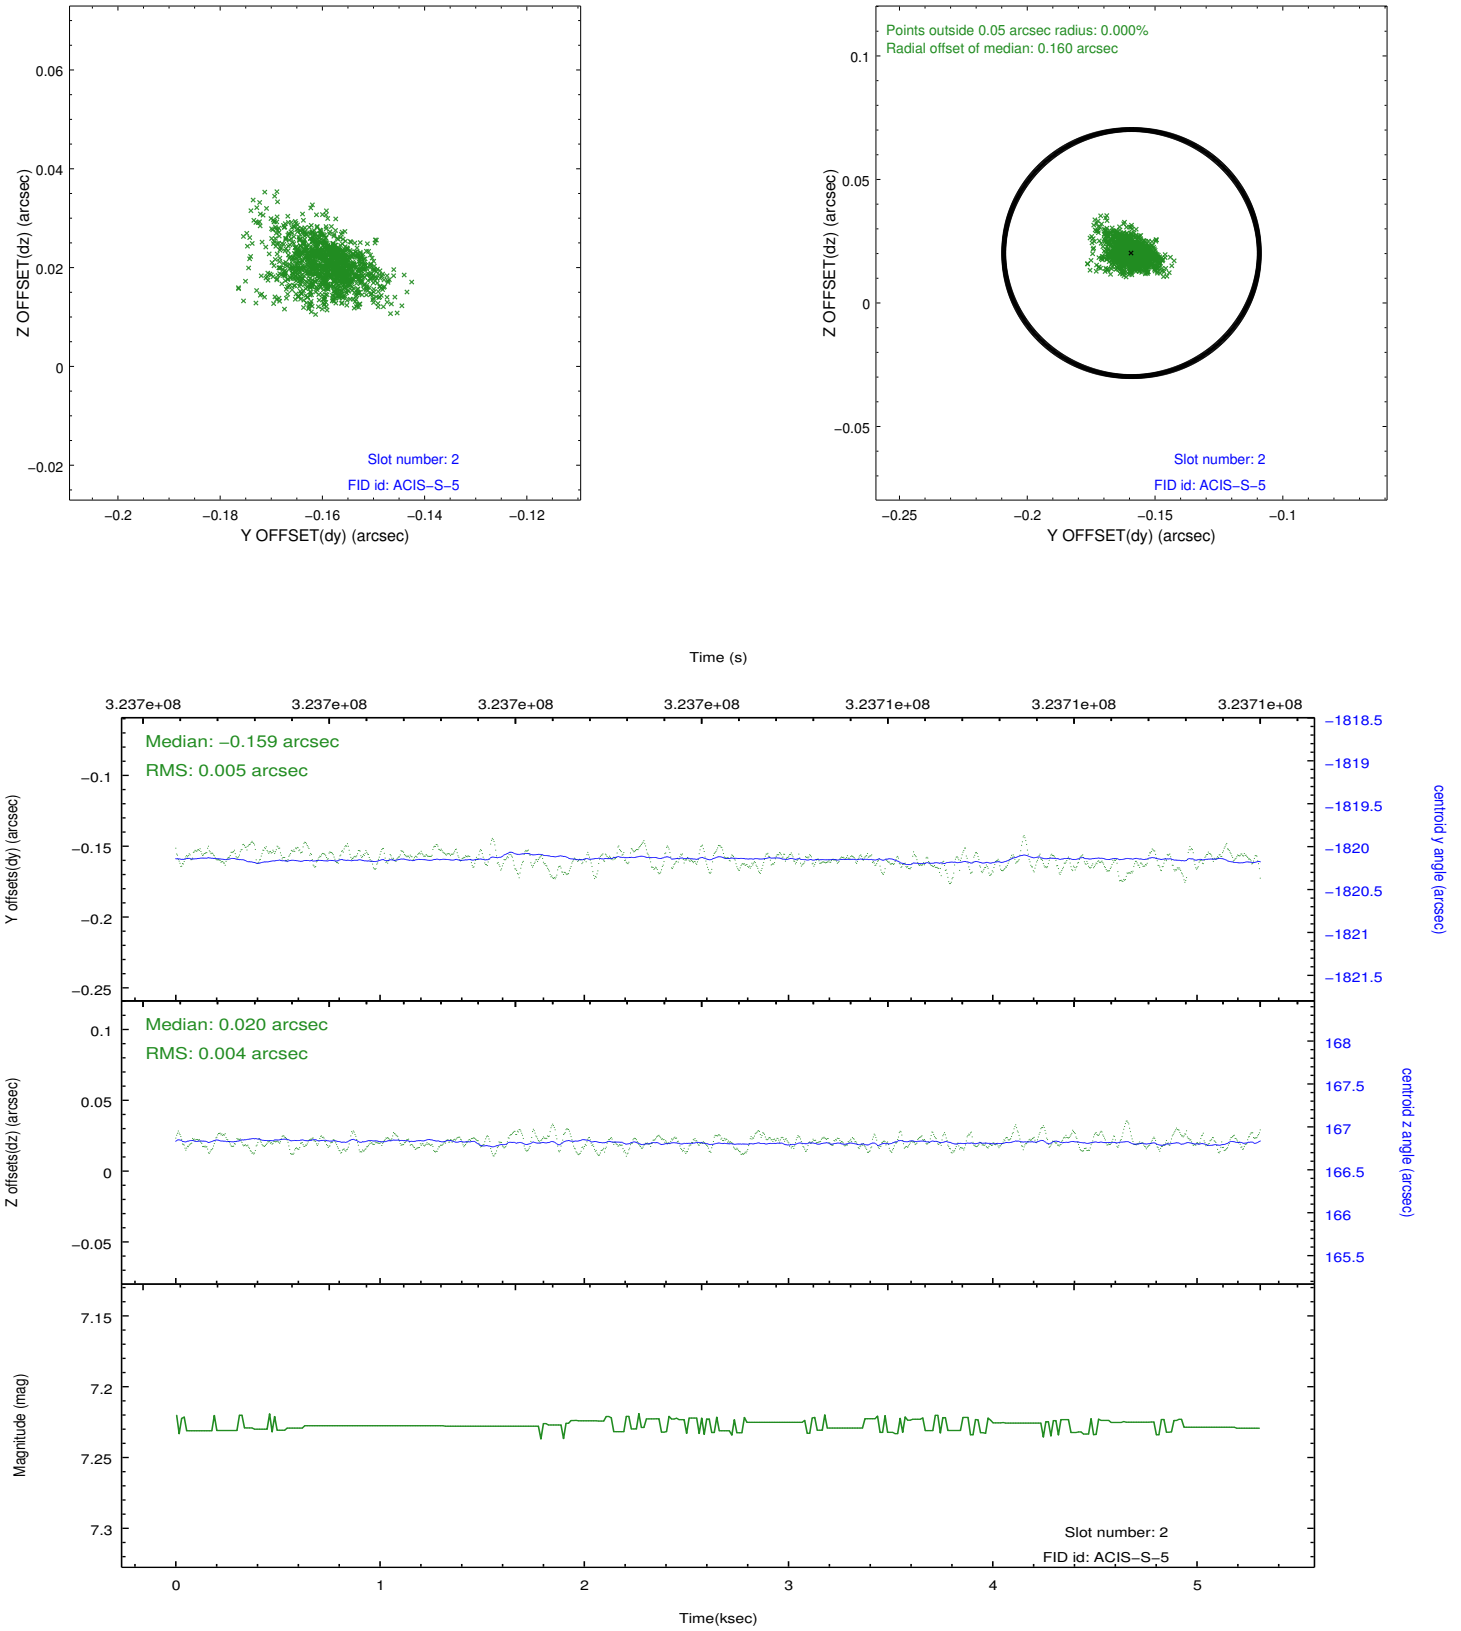 0.06
0.04
0.02
0
−0.02
Z OFFSET(dz) (arcsec)
Slot number: 2
FID id: ACIS−S−5
−0.2
−0.18
−0.16
−0.14
−0.12
Y OFFSET(dy) (arcsec)
Points outside 0.05 arcsec radius: 0.000%
Radial offset of median: 0.160 arcsec
0.1
0.05
0
−0.05
Z OFFSET(dz) (arcsec)
Slot number: 2
FID id: ACIS−S−5
−0.25
−0.2
−0.15
−0.1
Y OFFSET(dy) (arcsec)
Time (s)
3.237e+08
3.237e+08
3.237e+08
3.237e+08
3.2371e+08
3.2371e+08
3.2371e+08
Median: −0.159 arcsec
RMS: 0.005 arcsec
−0.1
−0.15
−0.2
−0.25
Y offsets(dy) (arcsec)
−1818.5
−1819
−1819.5
−1820
−1820.5
−1821
−1821.5
centroid y angle (arcsec)
Median: 0.020 arcsec
RMS: 0.004 arcsec
0.1
0.05
0
−0.05
Z offsets(dz) (arcsec)
168
167.5
167
166.5
166
165.5
centroid z angle (arcsec)
7.15
7.2
7.25
7.3
Magnitude (mag)
Slot number: 2
FID id: ACIS−S−5
0
1
2
3
4
5
Time(ksec)